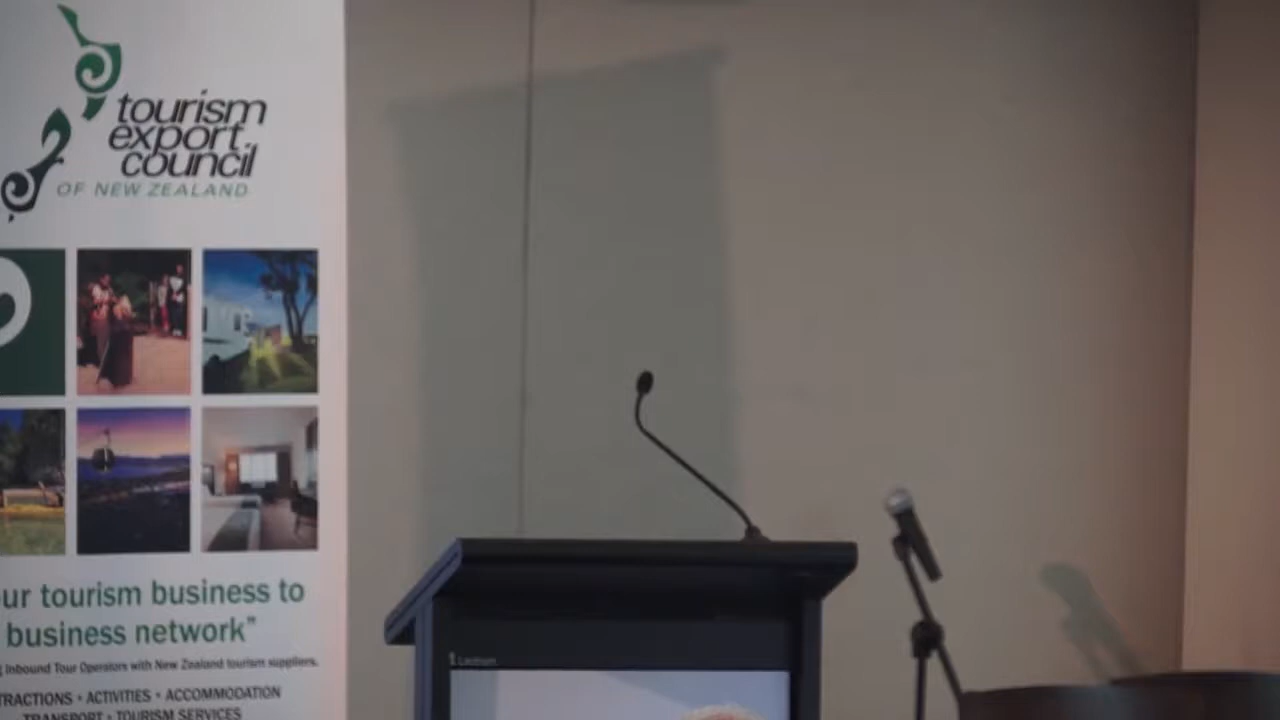 tourism
export
council
OF NEW ZEALAND
ur tourism business to
business network"
Inbound Tour Operators with New Zealand tourism suppliers.
TRACTIONS • ACTIVITIES • ACCOMMODATION
TRANSPORT • TOURISM SERVICES
Lectrum